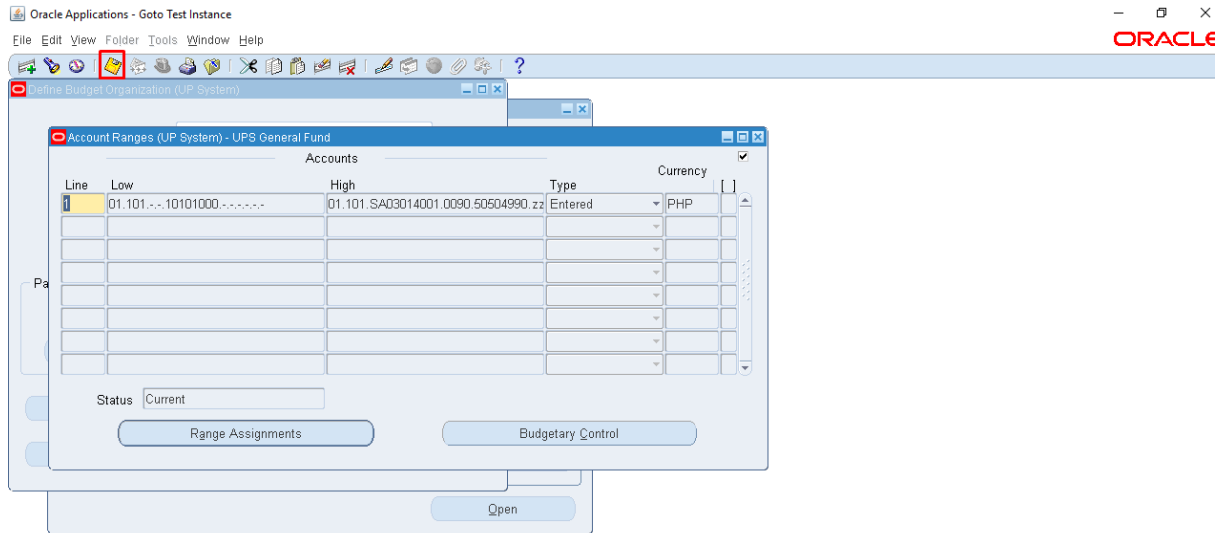 Oracle Applications - Goto Test Instance
File Edit View Folder Tools Window Help
ORACLE
Define Budget Organization (UP System)
Account Ranges (UP System) - UPS General Fund
Accounts
Currency
Line Low High Type [ ]
1 01.101.-.-.10101000.-.-.-.-.-.- 01.101.SA03014001.0090.50504990.zz Entered PHP
Pa
Status Current
Range Assignments Budgetary Control
Open